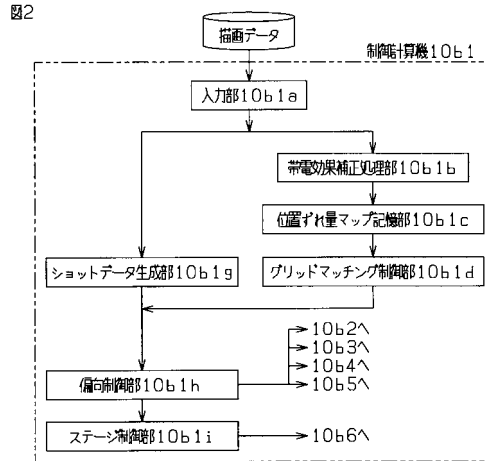 図2
描画データ
制御計算機10b1
入力部10b1a
帯電効果補正処理部10b1b
位置ずれ量マップ記憶部10b1c
ショットデータ生成部10b1g
グリッドマッチング制御部10b1d
10b2へ
10b3へ
10b4へ
偏向制御部10b1h
10b5へ
ステージ制御部10b1i
10b6へ